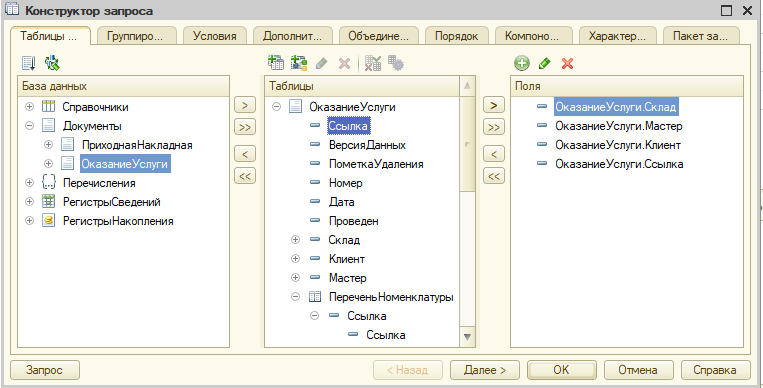 Конструктор запроса
Таблицы ... Группиро... Условия Дополнит... Объедине... Порядок Компоно... Характер... Пакет за...
База данных
Справочники
Документы
ПриходнаяНакладная
ОказаниеУслуги
Перечисления
РегистрыСведений
РегистрыНакопления
>
>>
<
<<
Таблицы
ОказаниеУслуги
Ссылка
ВерсияДанных
ПометкаУдаления
Номер
Дата
Проведен
Склад
Клиент
Мастер
ПереченьНоменклатуры
Ссылка
Ссылка
>
>>
<
<<
Поля
ОказаниеУслуги.Склад
ОказаниеУслуги.Мастер
ОказаниеУслуги.Клиент
ОказаниеУслуги.Ссылка
Запрос < Назад Далее > OK Отмена Справка